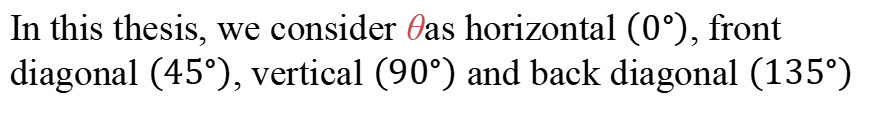 In this thesis, we consider θas horizontal (0°), front
diagonal (45°), vertical (90°) and back diagonal (135°)